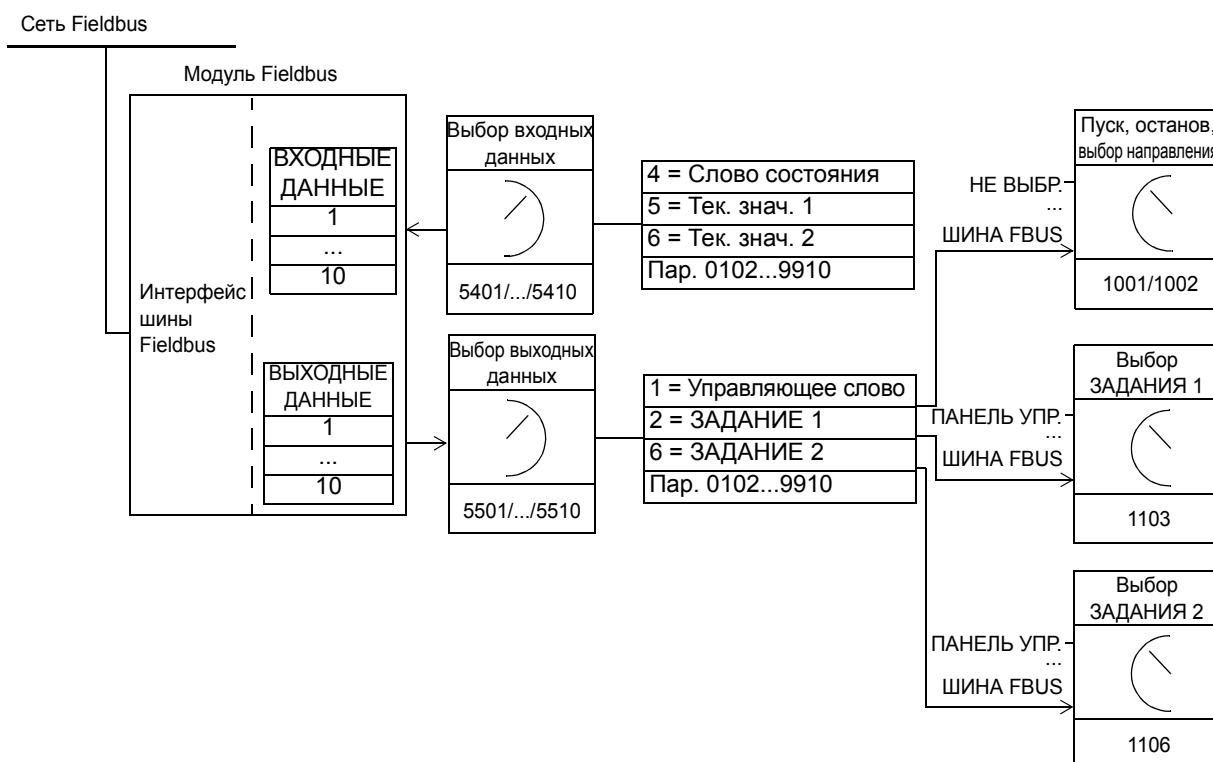 Сеть Fieldbus
Модуль Fieldbus
Интерфейс
шины
Fieldbus
ВХОДНЫЕ
ДАННЫЕ
1
...
10
ВЫХОДНЫЕ
ДАННЫЕ
1
...
10
Выбор входных
данных
5401/.../5410
Выбор выходных
данных
5501/.../5510
4 = Слово состояния
5 = Тек. знач. 1
6 = Тек. знач. 2
Пар. 0102...9910
1 = Управляющее слово
2 = ЗАДАНИЕ 1
6 = ЗАДАНИЕ 2
Пар. 0102...9910
Пуск, останов,
выбор направления
НЕ ВЫБР.
...
ШИНА FBUS
1001/1002
Выбор
ЗАДАНИЯ 1
ПАНЕЛЬ УПР.
...
ШИНА FBUS
1103
Выбор
ЗАДАНИЯ 2
ПАНЕЛЬ УПР.
...
ШИНА FBUS
1106